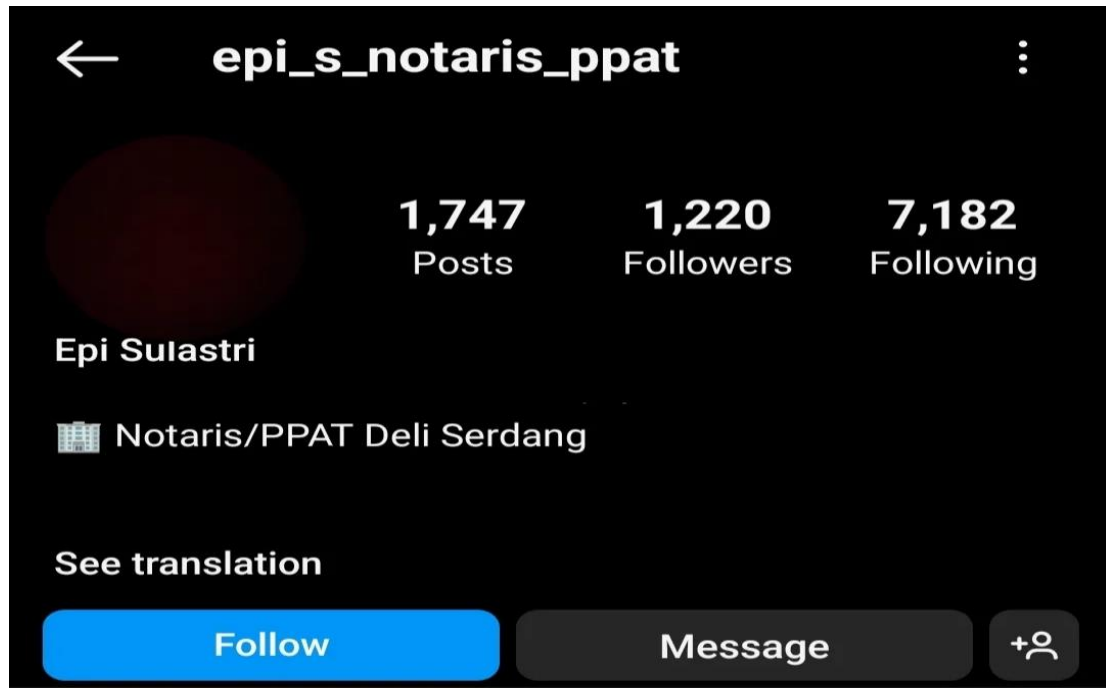 epi_s_notaris_ppat
1,747 1,220 7,182
Posts Followers Following
Epi Sulastri
🏢 Notaris/PPAT Deli Serdang
See translation
Follow Message